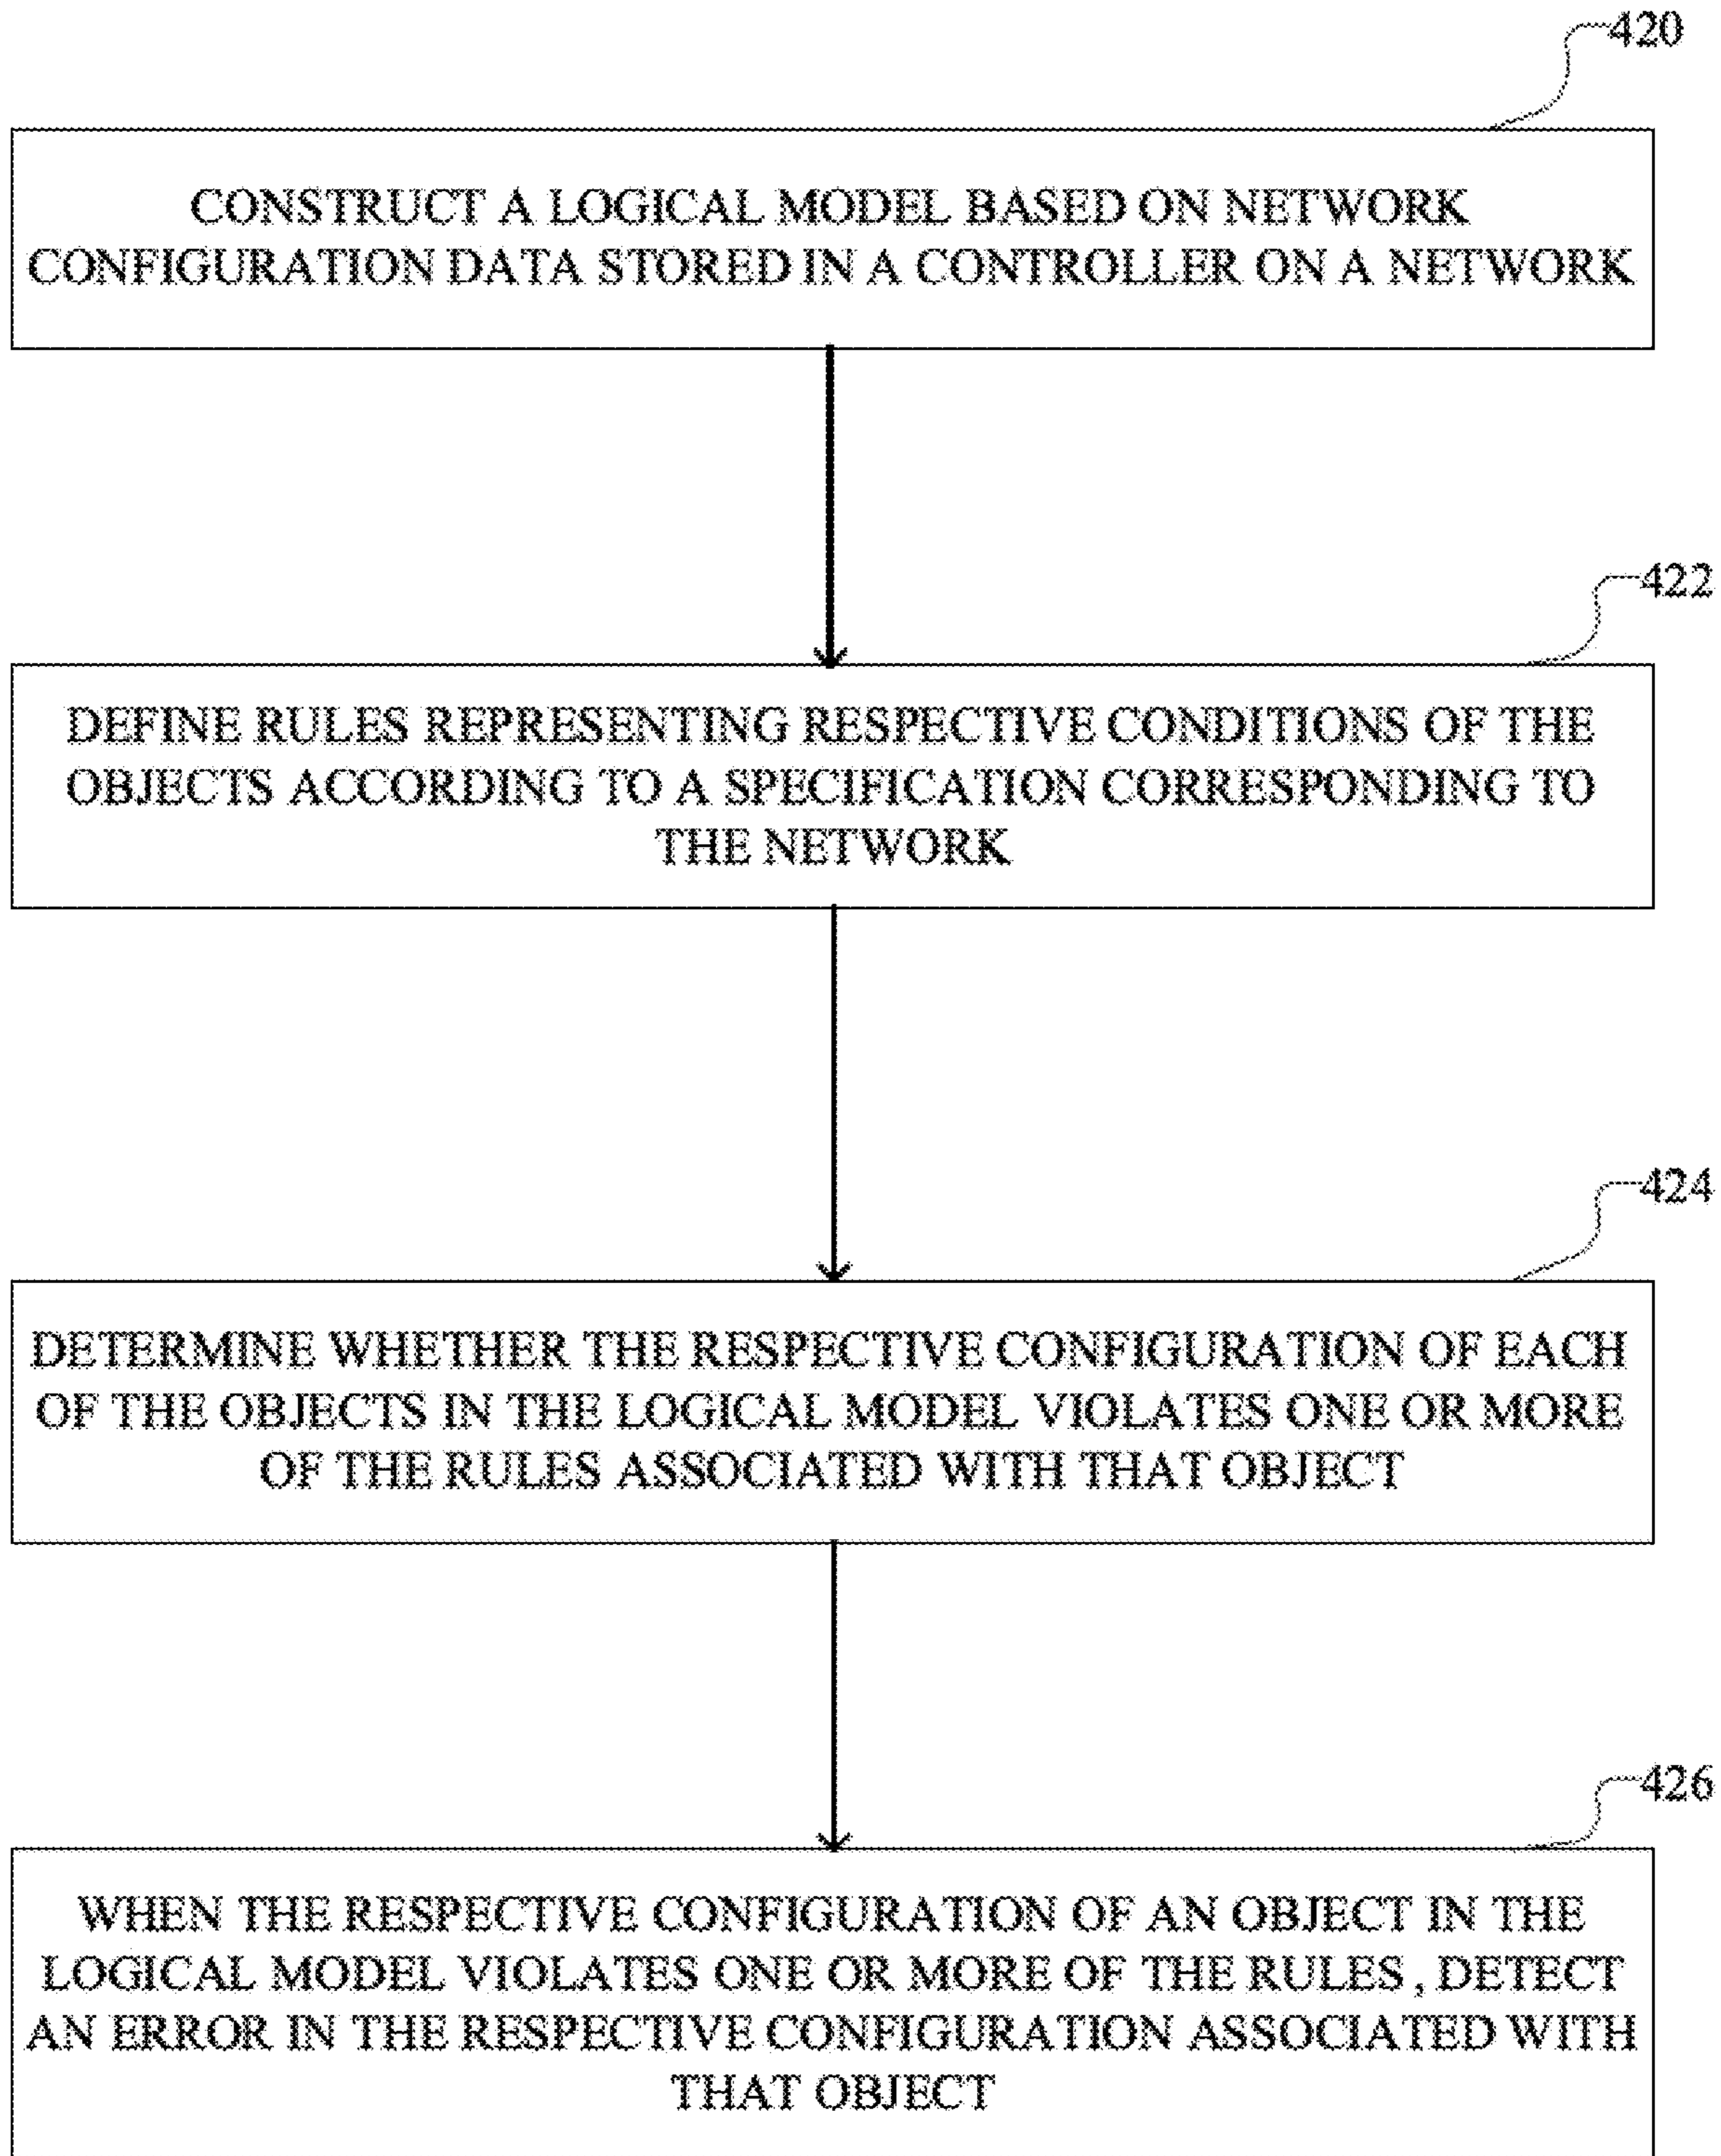 420
CONSTRUCT A LOGICAL MODEL BASED ON NETWORK
CONFIGURATION DATA STORED IN A CONTROLLER ON A NETWORK
422
DEFINE RULES REPRESENTING RESPECTIVE CONDITIONS OF THE
OBJECTS ACCORDING TO A SPECIFICATION CORRESPONDING TO
THE NETWORK
424
DETERMINE WHETHER THE RESPECTIVE CONFIGURATION OF EACH
OF THE OBJECTS IN THE LOGICAL MODEL VIOLATES ONE OR MORE
OF THE RULES ASSOCIATED WITH THAT OBJECT
426
WHEN THE RESPECTIVE CONFIGURATION OF AN OBJECT IN THE
LOGICAL MODEL VIOLATES ONE OR MORE OF THE RULES , DETECT
AN ERROR IN THE RESPECTIVE CONFIGURATION ASSOCIATED WITH
THAT OBJECT